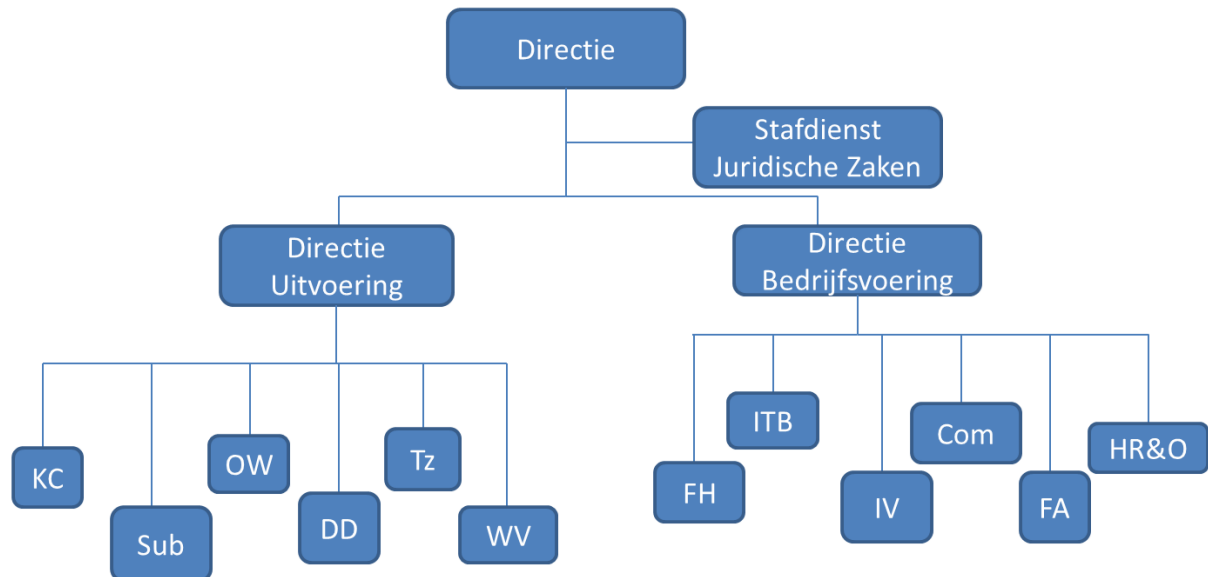 Directie
Stafdienst
Juridische Zaken
Directie
Uitvoering
Directie
Bedrijfsvoering
KC
Sub
OW
DD
Tz
WV
FH
ITB
IV
Com
FA
HR&O